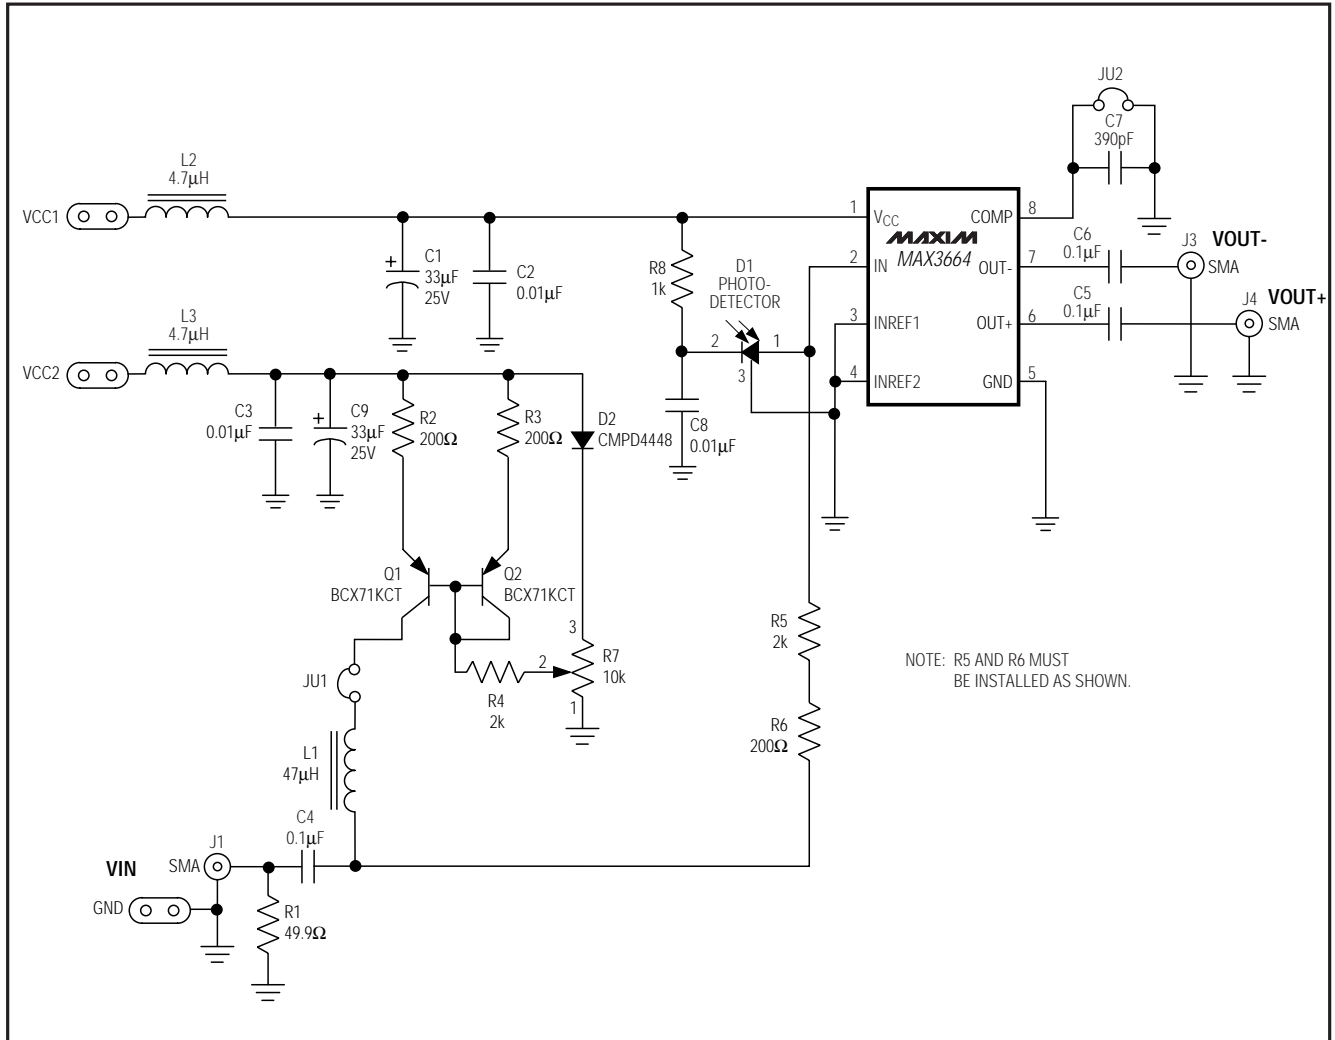 JU2
C7
390pF
L2
4.7μH
VCC1
C1
33μF
25V
+
C2
0.01μF
R8
1k
D1
PHOTO-
DETECTOR
2
1
3
C8
0.01μF
1
VCC
MAXIM
MAX3664
COMP
8
2
IN
OUT-
7
3
INREF1
OUT+
6
4
INREF2
GND
5
C6
0.1μF
J3
VOUT-
SMA
C5
0.1μF
J4
VOUT+
SMA
L3
4.7μH
VCC2
C3
0.01μF
+
C9
33μF
25V
R2
200Ω
R3
200Ω
D2
CMPD4448
Q1
BCX71KCT
Q2
BCX71KCT
3
R7
10k
2
1
R4
2k
JU1
L1
47μH
R5
2k
R6
200Ω
NOTE: R5 AND R6 MUST
BE INSTALLED AS SHOWN.
C4
0.1μF
J1
VIN
SMA
GND
R1
49.9Ω